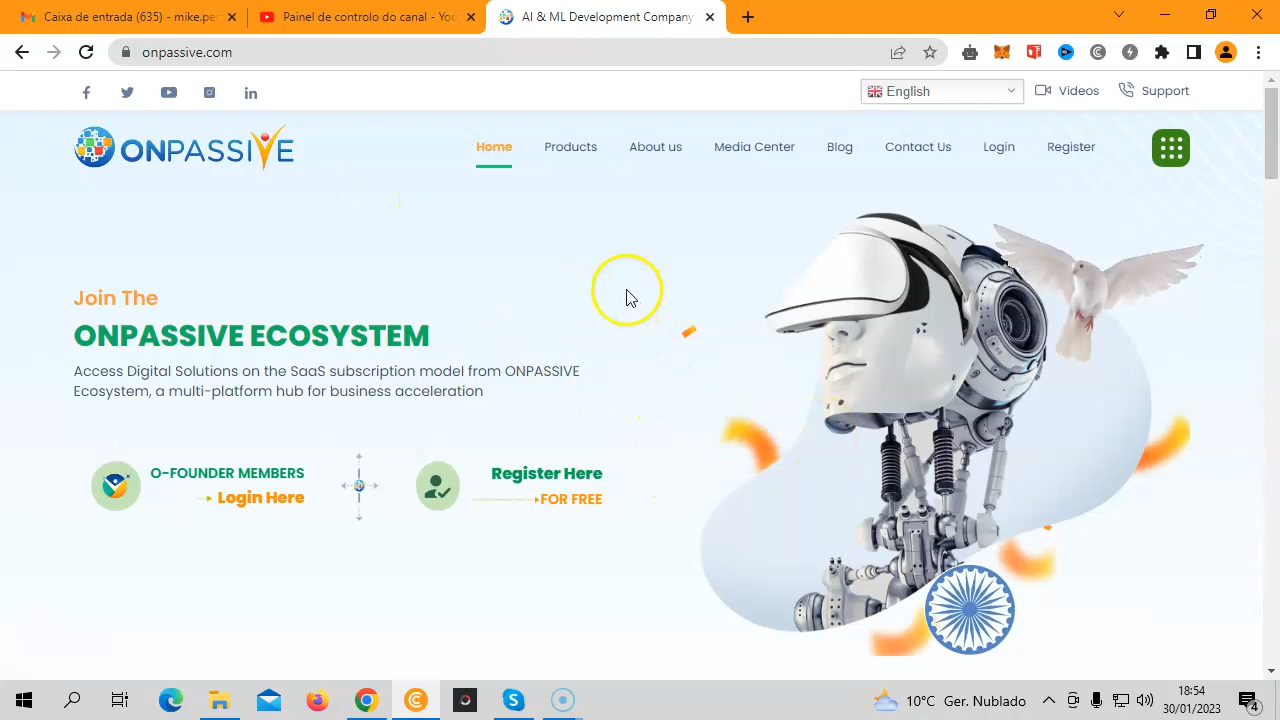 Caixa de entrada (635) - mike.pe
Painel de controlo do canal - You
AI & ML Development Company
onpassive.com
English
Videos
Support
ONPASSIVE
Home
Products
About us
Media Center
Blog
Contact Us
Login
Register
Join The
ONPASSIVE ECOSYSTEM
Access Digital Solutions on the SaaS subscription model from ONPASSIVE
Ecosystem, a multi-platform hub for business acceleration
O-FOUNDER MEMBERS
Login Here
Register Here
FOR FREE
10°C Ger. Nublado
18:54
30/01/2023
4